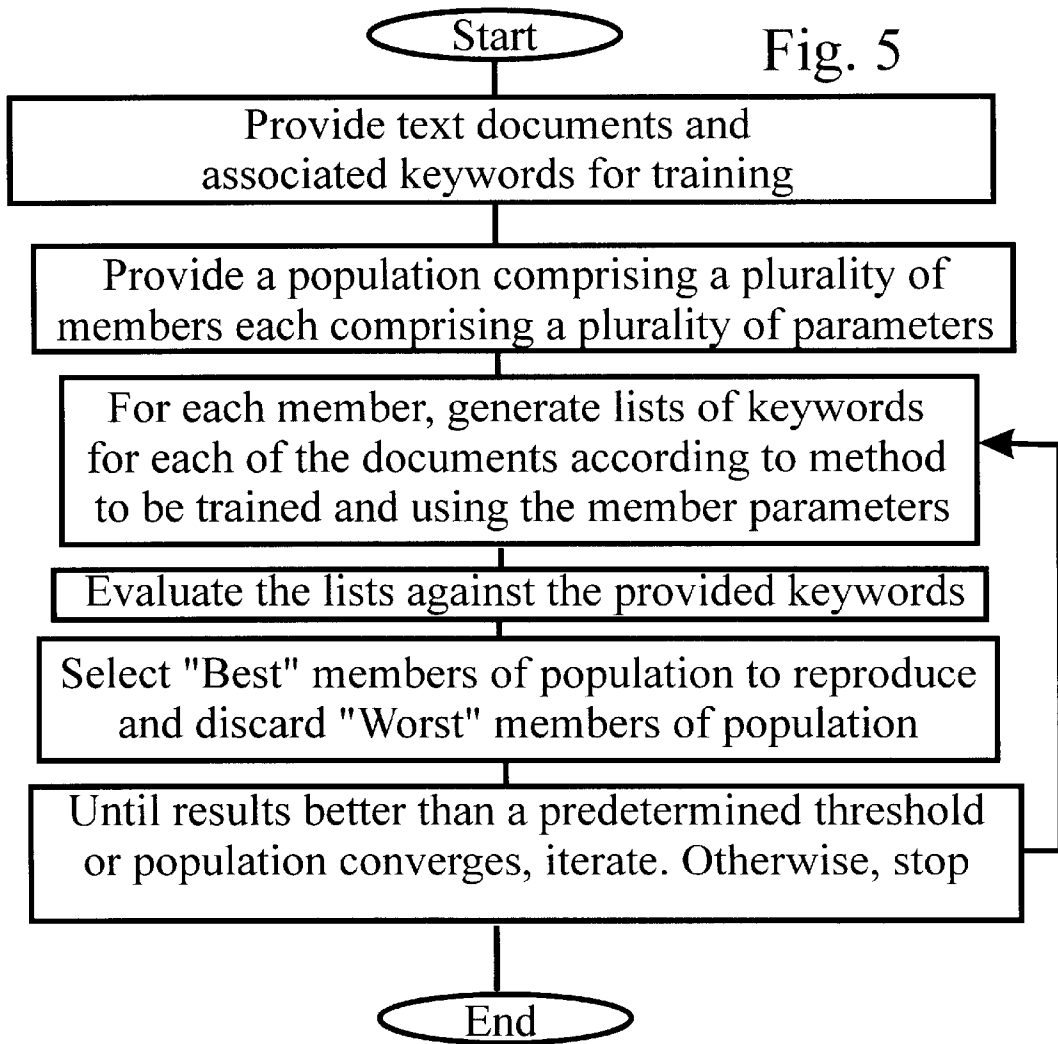 Start
Fig. 5
Provide text documents and
associated keywords for training
Provide a population comprising a plurality of
members each comprising a plurality of parameters
For each member, generate lists of keywords
for each of the documents according to method
to be trained and using the member parameters
Evaluate the lists against the provided keywords
Select "Best" members of population to reproduce
and discard "Worst" members of population
Until results better than a predetermined threshold
or population converges, iterate. Otherwise, stop
End